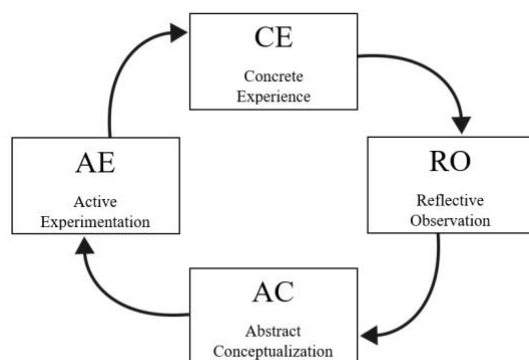 CE
Concrete
Experience
AE
Active
Experimentation
RO
Reflective
Observation
AC
Abstract
Conceptualization